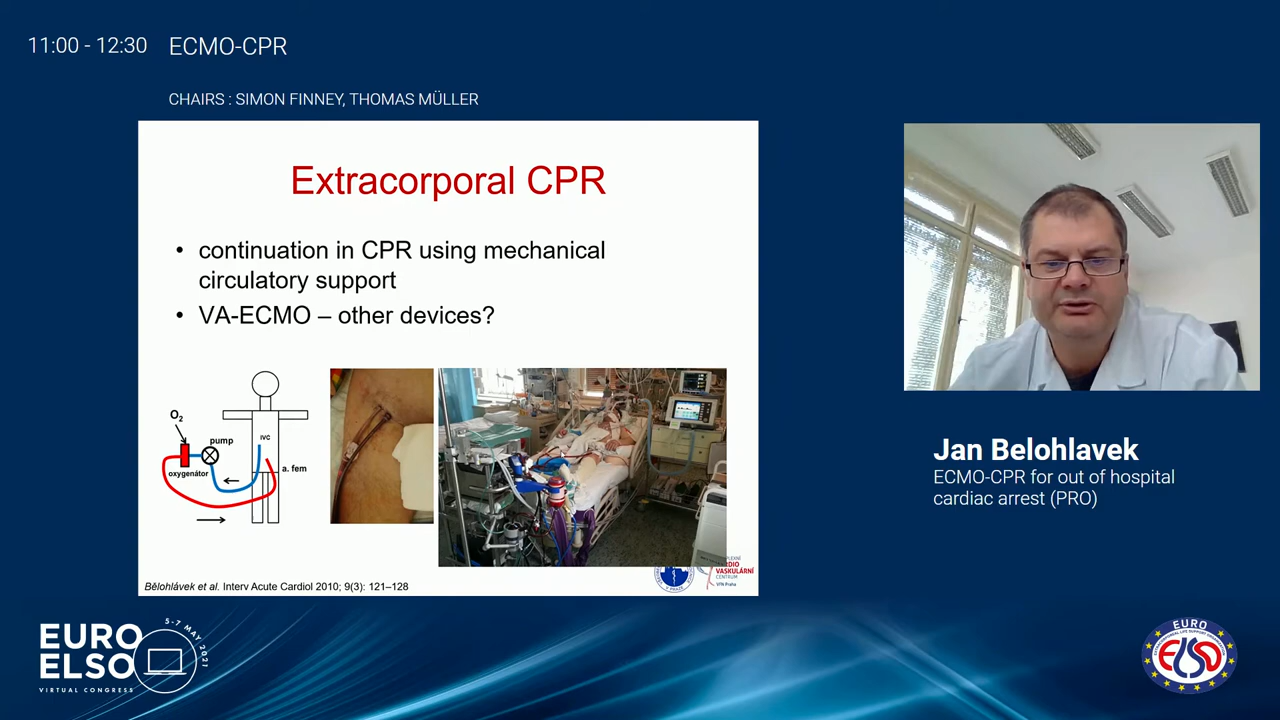 11:00 - 12:30 ECMO-CPR
CHAIRS : SIMON FINNEY, THOMAS MÜLLER
Extracorporal CPR
• continuation in CPR using mechanical
circulatory support
• VA-ECMO – other devices?
O2
pump
IVC
oxygenátor
a. fem
Bělohlávek et al. Interv Acute Cardiol 2010; 9(3): 121–128
VASKULÁRNÍ
CENTRUM
VFN Praha
Jan Belohlavek
ECMO-CPR for out of hospital
cardiac arrest (PRO)
EURO
ELSO
VIRTUAL CONGRESS
5-7 MAY 2021
EURO
ELSO